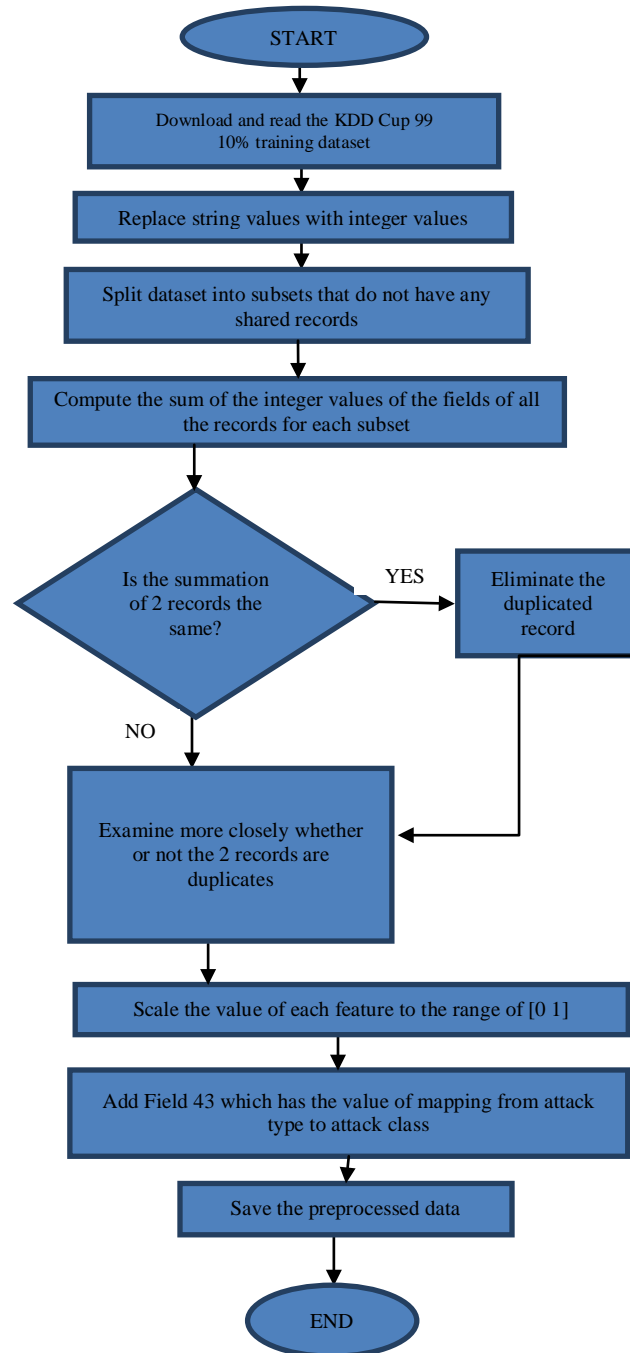 START
Download and read the KDD Cup 99
10% training dataset
Replace string values with integer values
Split dataset into subsets that do not have any
shared records
Compute the sum of the integer values of the fields of all
the records for each subset
Is the summation
of 2 records the
same?
YES
Eliminate the
duplicated
record
NO
Examine more closely whether
or not the 2 records are
duplicates
Scale the value of each feature to the range of [0 1]
Add Field 43 which has the value of mapping from attack
type to attack class
Save the preprocessed data
END